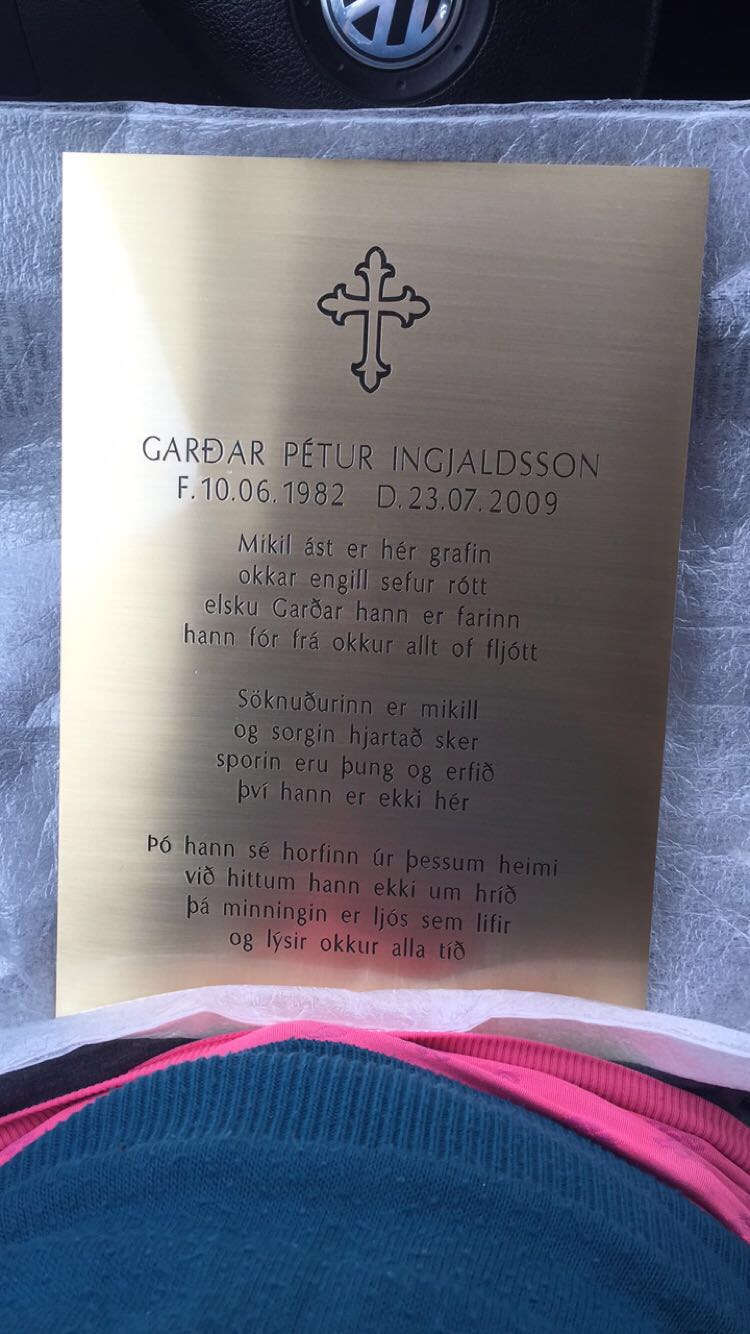 GARÐAR PÉTUR INGJALDSSON
F.10.06.1982 D.23.07.2009
Mikil ást er hér grafin
okkar engill sefur rótt
elsku Garðar hann er farinn
hann fór frá okkur allt of fljótt
Söknuðurinn er mikill
og sorgin hjartað sker
sporin eru þung og erfið
því hann er ekki hér
Þó hann sé horfinn úr þessum heimi
við hittum hann ekki um hríð
þá minningin er ljós sem lifir
og lýsir okkur alla tíð